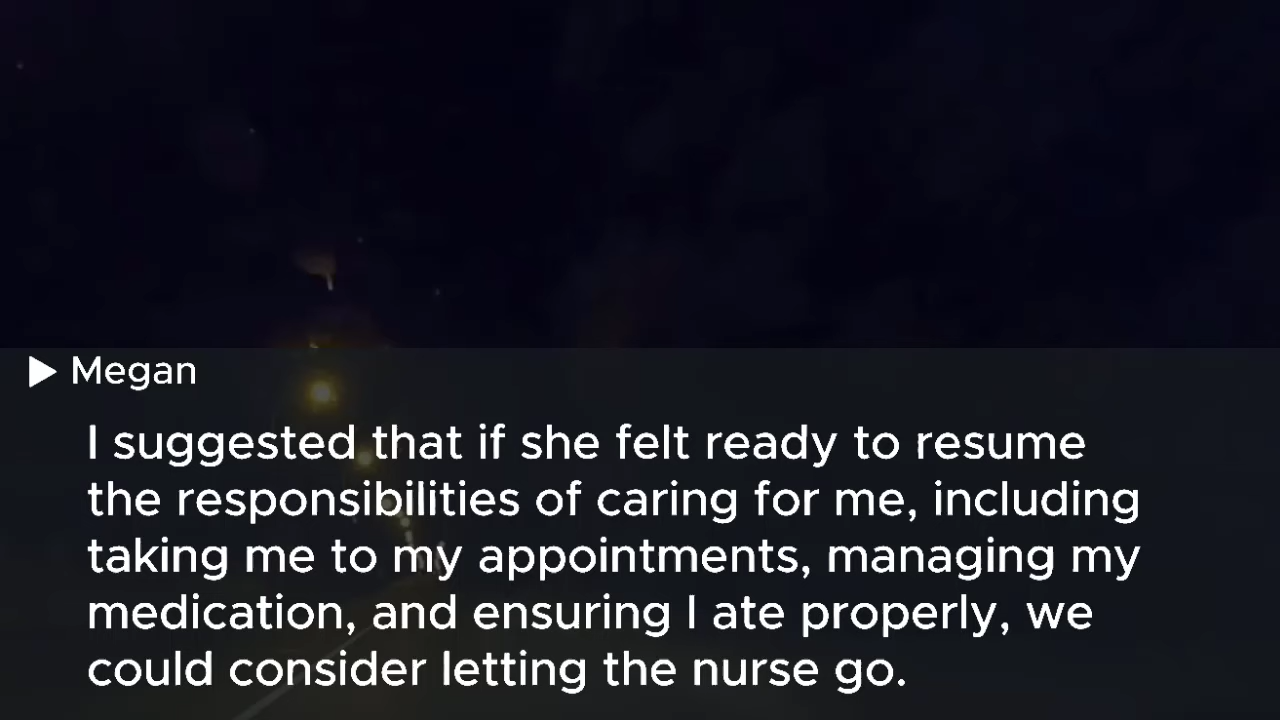 Megan
I suggested that if she felt ready to resume
the responsibilities of caring for me, including
taking me to my appointments, managing my
medication, and ensuring I ate properly, we
could consider letting the nurse go.